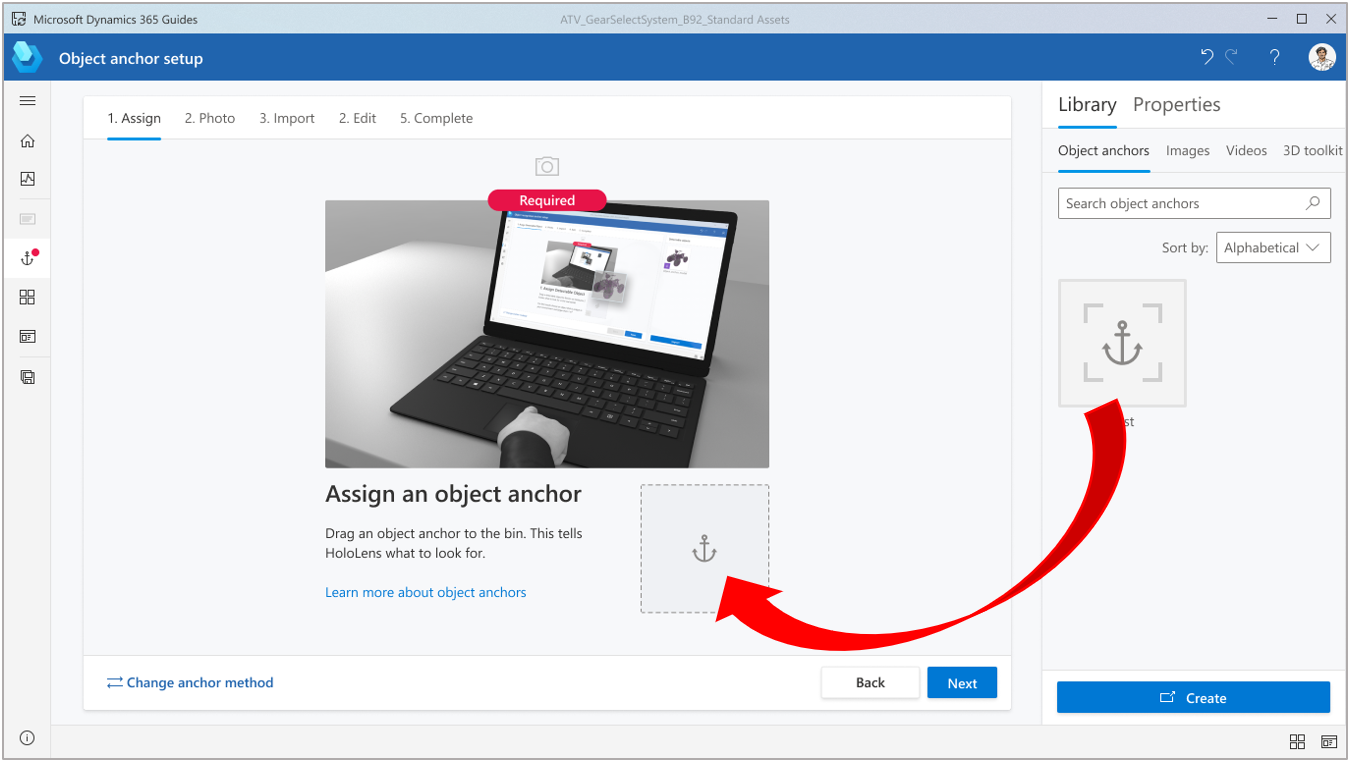 Microsoft Dynamics 365 Guides
ATV_GearSelectSystem_B92_Standard Assets
Object anchor setup
1. Assign
2. Photo
3. Import
2. Edit
5. Complete
Required
Assign an object anchor
Drag an object anchor to the bin. This tells
HoloLens what to look for.
Learn more about object anchors
Change anchor method
Back
Next
Library
Properties
Object anchors
Images
Videos
3D toolkit
Search object anchors
Sort by:
Alphabetical
Create